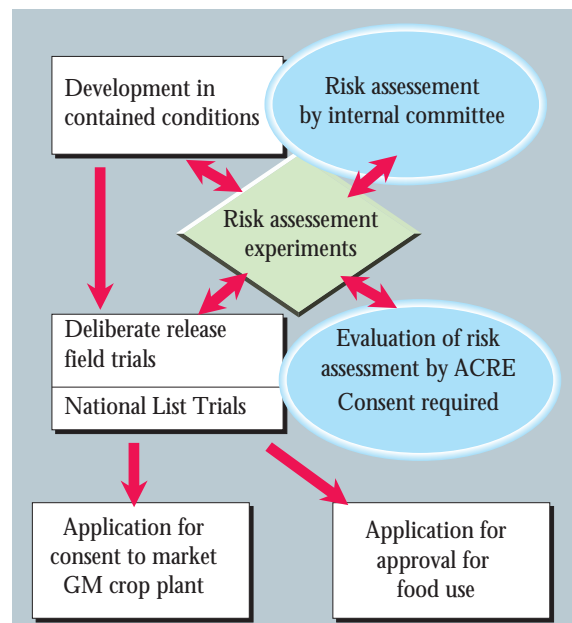 Development in
contained conditions
Risk assessment
by internal committee
Risk assessment
experiments
Deliberate release
field trials
National List Trials
Evaluation of risk
assessment by ACRE
Consent required
Application for
consent to market
GM crop plant
Application for
approval for
food use